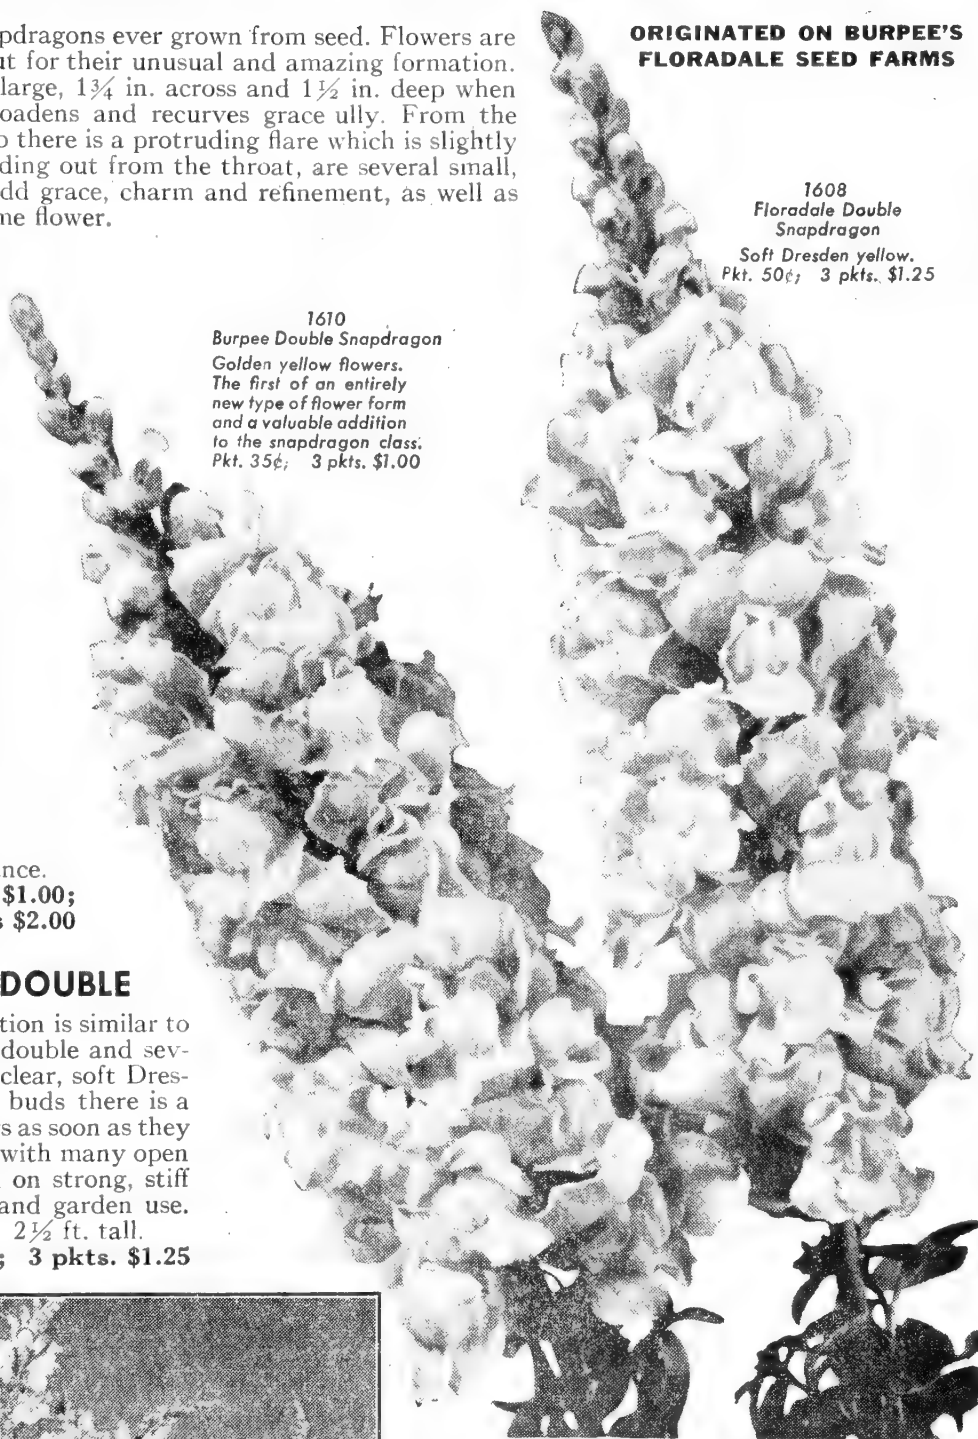 pdragons ever grown from seed. Flowers are
ut for their unusual and amazing formation.
large, 1¾ in. across and 1½ in. deep when
oadens and recurves grace ully. From the
o there is a protruding flare which is slightly
ding out from the throat, are several small,
dd grace, charm and refinement, as well as
me flower.
ORIGINATED ON BURPEE'S
FLORADALE SEED FARMS
1608
Floradale Double
Snapdragon
Soft Dresden yellow.
Pkt. 50¢; 3 pkts. $1.25
1610
Burpee Double Snapdragon
Golden yellow flowers.
The first of an entirely
new type of flower form
and a valuable addition
to the snapdragon class.
Pkt. 35¢; 3 pkts. $1.00
nce.
$1.00;
s $2.00
DOUBLE
tion is similar to
double and sev-
clear, soft Dres-
buds there is a
s as soon as they
with many open
on strong, stiff
and garden use.
2½ ft. tall.
; 3 pkts. $1.25